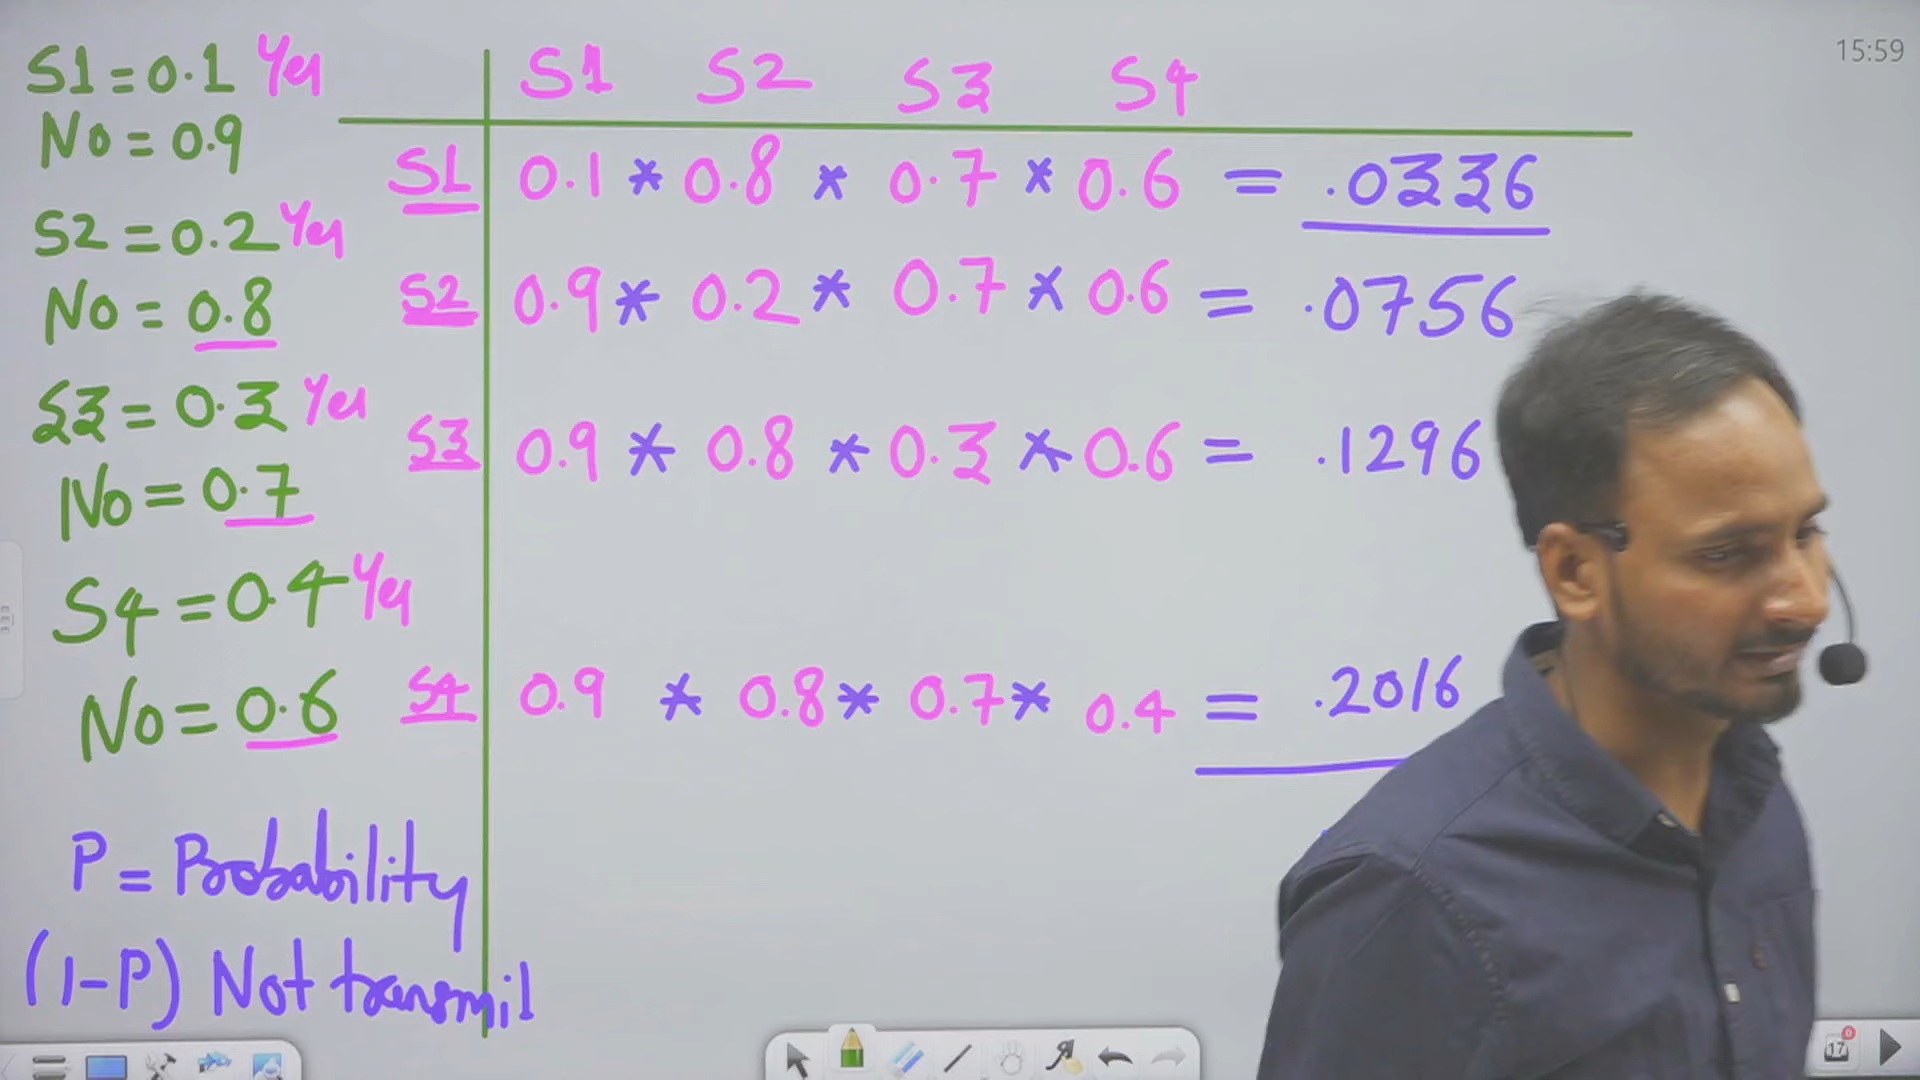 S1 = 0.1 Yes
No = 0.9
S2 = 0.2 Yes
No = 0.8
S3 = 0.3 Yes
No = 0.7
S4 = 0.4 Yes
No = 0.6
P = Probability
(1-P) Not transmit
S1 S2 S3 S4
S1 0.1 * 0.8 * 0.7 * 0.6 = .0336
S2 0.9 * 0.2 * 0.7 * 0.6 = .0756
S3 0.9 * 0.8 * 0.3 * 0.6 = .1296
S4 0.9 * 0.8 * 0.7 * 0.4 = .2016
15:59
17
0